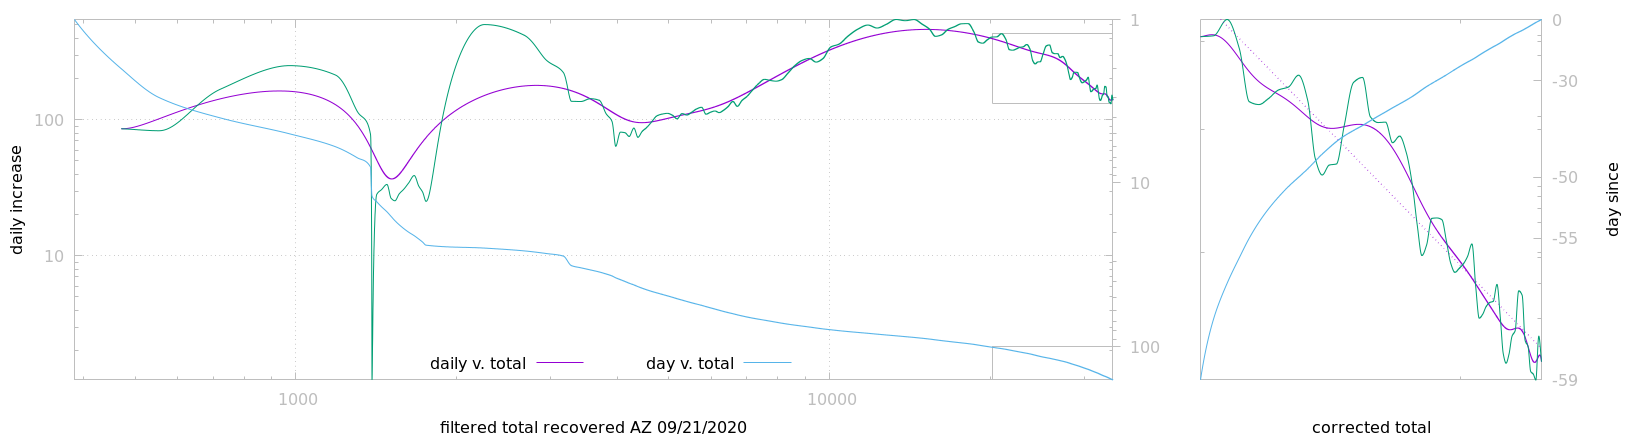 daily increase
100
10
1000
10000
1
10
100
daily v. total
day v. total
filtered total recovered AZ 09/21/2020
0
-30
-50
-55
-59
day since
corrected total